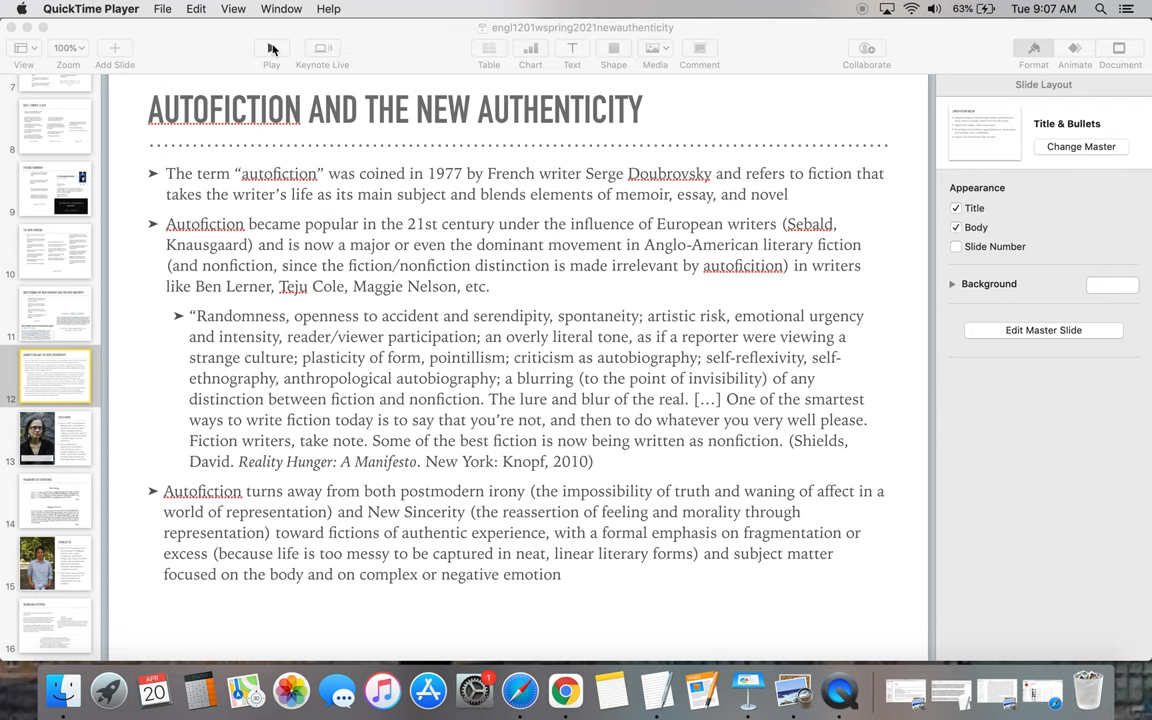 QuickTime Player File Edit View Window Help 63% Tue 9:07 AM
engl1201wspring2021newauthenticity
100%
View Zoom Add Slide Play Keynote Live Table Chart Text Shape Media Comment Collaborate Format Animate Document
7
8
9
10
11
12
13
14
15
16
AUTOFICTION AND THE NEW AUTHENTICITY
➤ The term “autofiction” was coined in 1977 by French writer Serge Doubrovsky and refers to fiction that
takes the writer’s life as its main subject and blends elements of memoir, essay, and novel
➤ Autofiction became popular in the 21st century under the influence of European writers (Sebald,
Knausgaard) and is now a major or even the dominant movement in Anglo-American literary fiction
(and nonfiction, since the fiction/nonfiction distinction is made irrelevant by autoficition) in writers
like Ben Lerner, Teju Cole, Maggie Nelson, etc.
➤ “Randomness, openness to accident and serendipity, spontaneity; artistic risk, emotional urgency
and intensity, reader/viewer participation; an overly literal tone, as if a reporter were viewing a
strange culture; plasticity of form, pointillism; criticism as autobiography; self-reflexivity, self-
ethnography, anthropological autobiography; a blurring (to the point of invisibility) of any
distinction between fiction and nonfiction. The lure and blur of the real. […] One of the smartest
ways to write fiction today is to say that you’re not, and then to do whatever you very well please.
Fiction writers, take note. Some of the best fiction is now being written as nonfiction. (Shields,
David. Reality Hunger: A Manifesto. New York: Knopf, 2010)
➤ Autofiction turns away from both postmodern irony (the impossibility of truth and waning of affect in a
world of representation) and New Sincerity (the reassertion of feeling and morality through
representation) toward fictions of authentic experience, with a formal emphasis on fragmentation or
excess (because life is too messy to be captured in neat, linear literary forms) and subject matter
focused on the body and on complex or negative emotion
Slide Layout
Title & Bullets
Change Master
Appearance
Title
Body
Slide Number
Background
Edit Master Slide
APR
20
1